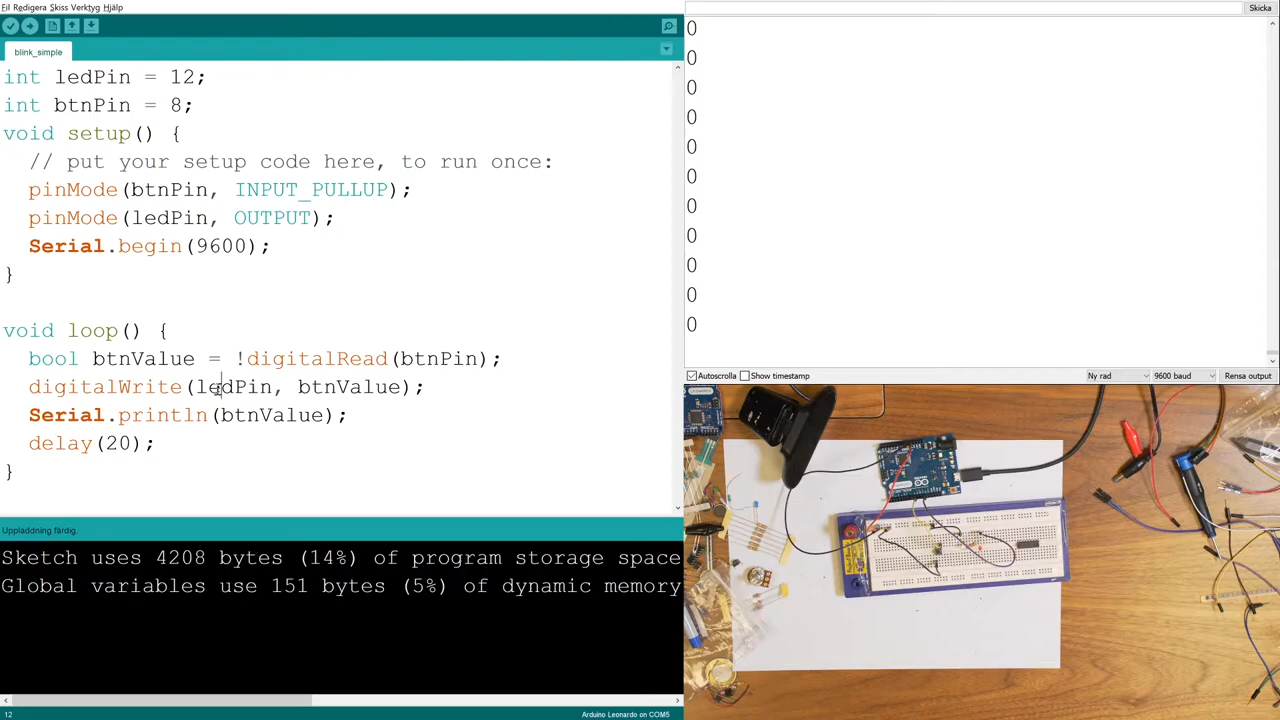 Fil Redigera Skiss Verktyg Hjälp
blink_simple
int ledPin = 12;
int btnPin = 8;
void setup() {
// put your setup code here, to run once:
pinMode(btnPin, INPUT_PULLUP);
pinMode(ledPin, OUTPUT);
Serial.begin(9600);
}
void loop() {
bool btnValue = !digitalRead(btnPin);
digitalWrite(ledPin, btnValue);
Serial.println(btnValue);
delay(20);
}
Uppladdning färdig.
Sketch uses 4208 bytes (14%) of program storage space
Global variables use 151 bytes (5%) of dynamic memory
12
Arduino Leonardo on COM5
Skicka
0
0
0
0
0
0
0
0
0
0
0
Autoscrolla
Show timestamp
Ny rad
9600 baud
Rensa output